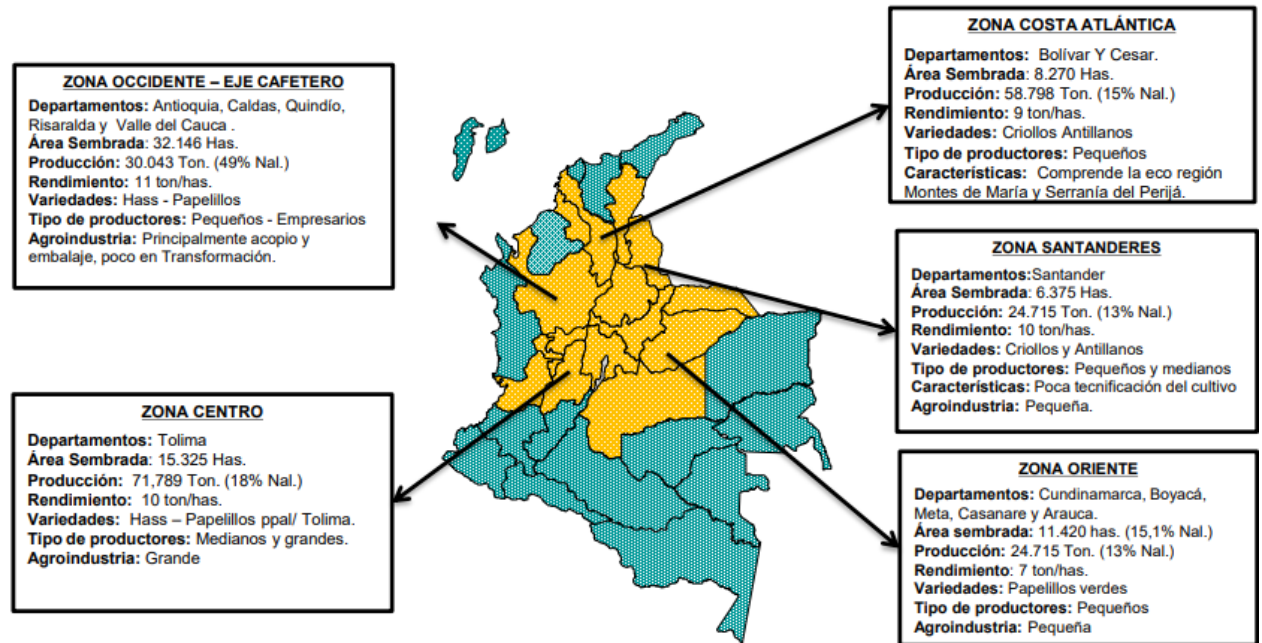 ZONA OCCIDENTE – EJE CAFETERO
Departamentos: Antioquia, Caldas, Quindío,
Risaralda y Valle del Cauca .
Área Sembrada: 32.146 Has.
Producción: 30.043 Ton. (49% Nal.)
Rendimiento: 11 ton/has.
Variedades: Hass - Papelillos
Tipo de productores: Pequeños - Empresarios
Agroindustria: Principalmente acopio y
embalaje, poco en Transformación.
ZONA CENTRO
Departamentos: Tolima
Área Sembrada: 15.325 Has.
Producción: 71,789 Ton. (18% Nal.)
Rendimiento: 10 ton/has.
Variedades: Hass – Papelillos ppal/ Tolima.
Tipo de productores: Medianos y grandes.
Agroindustria: Grande
ZONA COSTA ATLÁNTICA
Departamentos: Bolívar Y Cesar.
Área Sembrada: 8.270 Has.
Producción: 58.798 Ton. (15% Nal.)
Rendimiento: 9 ton/has.
Variedades: Criollos Antillanos
Tipo de productores: Pequeños
Características: Comprende la eco región
Montes de María y Serranía del Perijá.
ZONA SANTANDERES
Departamentos:Santander
Área Sembrada: 6.375 Has.
Producción: 24.715 Ton. (13% Nal.)
Rendimiento: 10 ton/has.
Variedades: Criollos y Antillanos
Tipo de productores: Pequeños y medianos
Características: Poca tecnificación del cultivo
Agroindustria: Pequeña.
ZONA ORIENTE
Departamentos: Cundinamarca, Boyacá,
Meta, Casanare y Arauca.
Área sembrada: 11.420 has. (15,1% Nal.)
Producción: 24.715 Ton. (13% Nal.)
Rendimiento: 7 ton/has.
Variedades: Papelillos verdes
Tipo de productores: Pequeños
Agroindustria: Pequeña